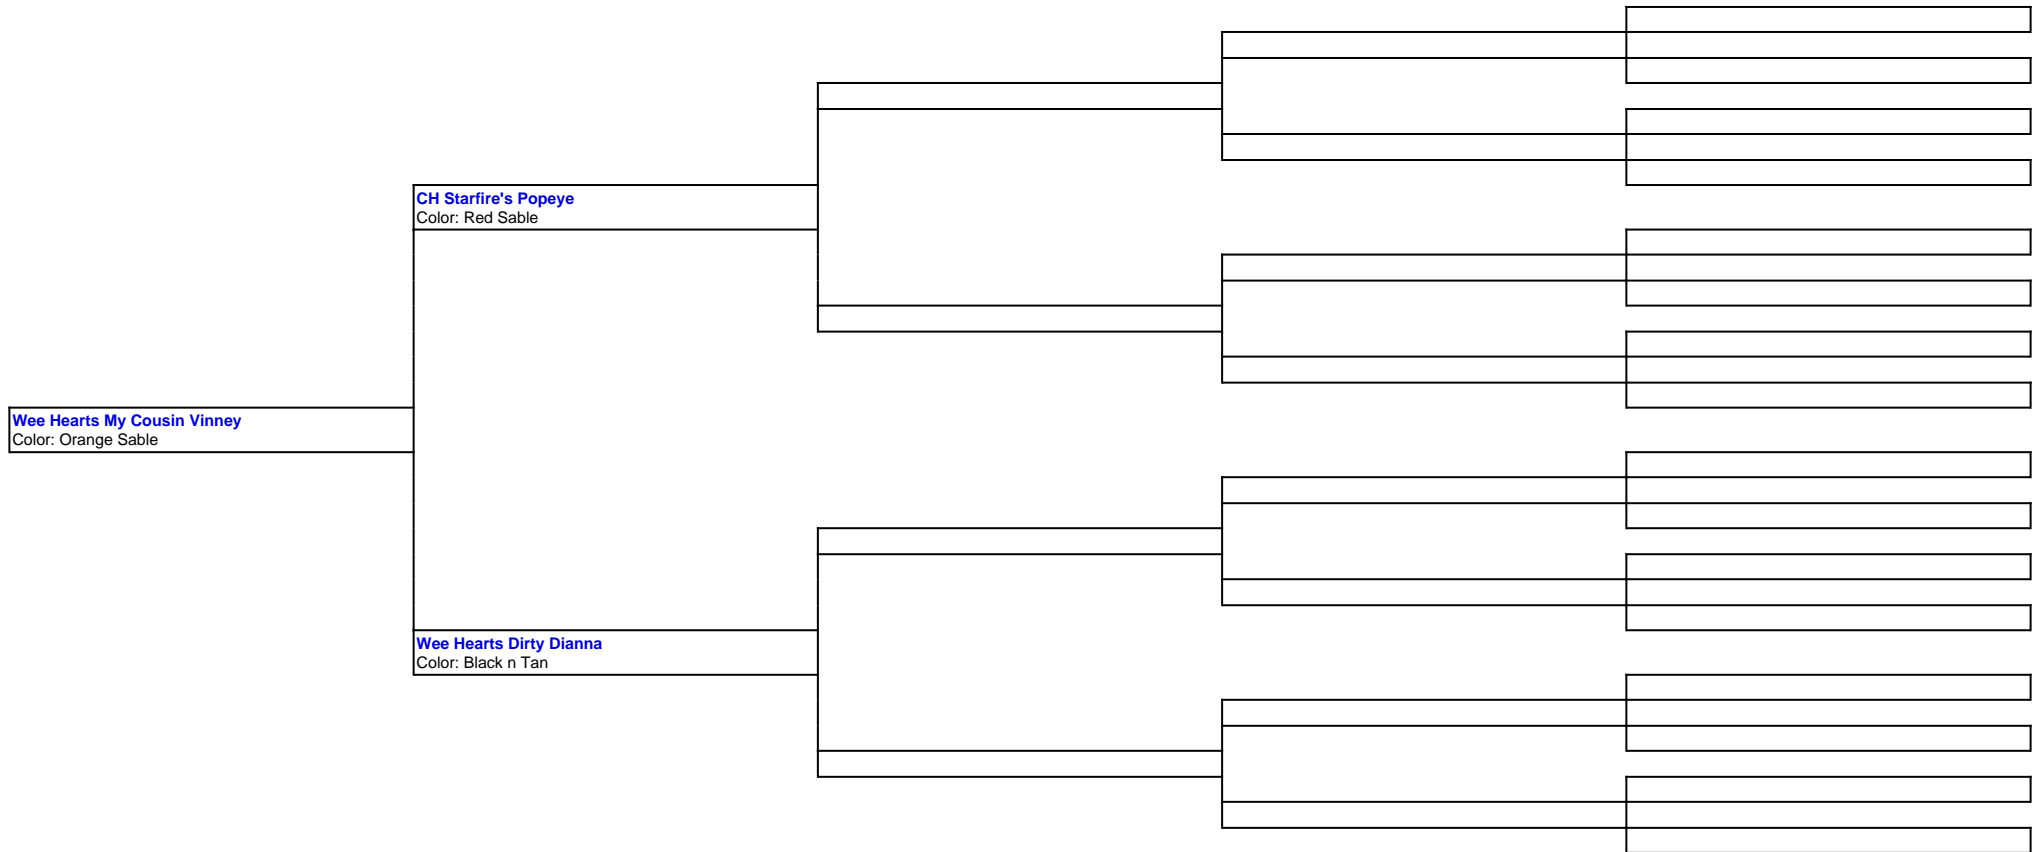 CH Starfire's Popeye
Color: Red Sable
Wee Hearts My Cousin Vinney
Color: Orange Sable
Wee Hearts Dirty Dianna
Color: Black n Tan